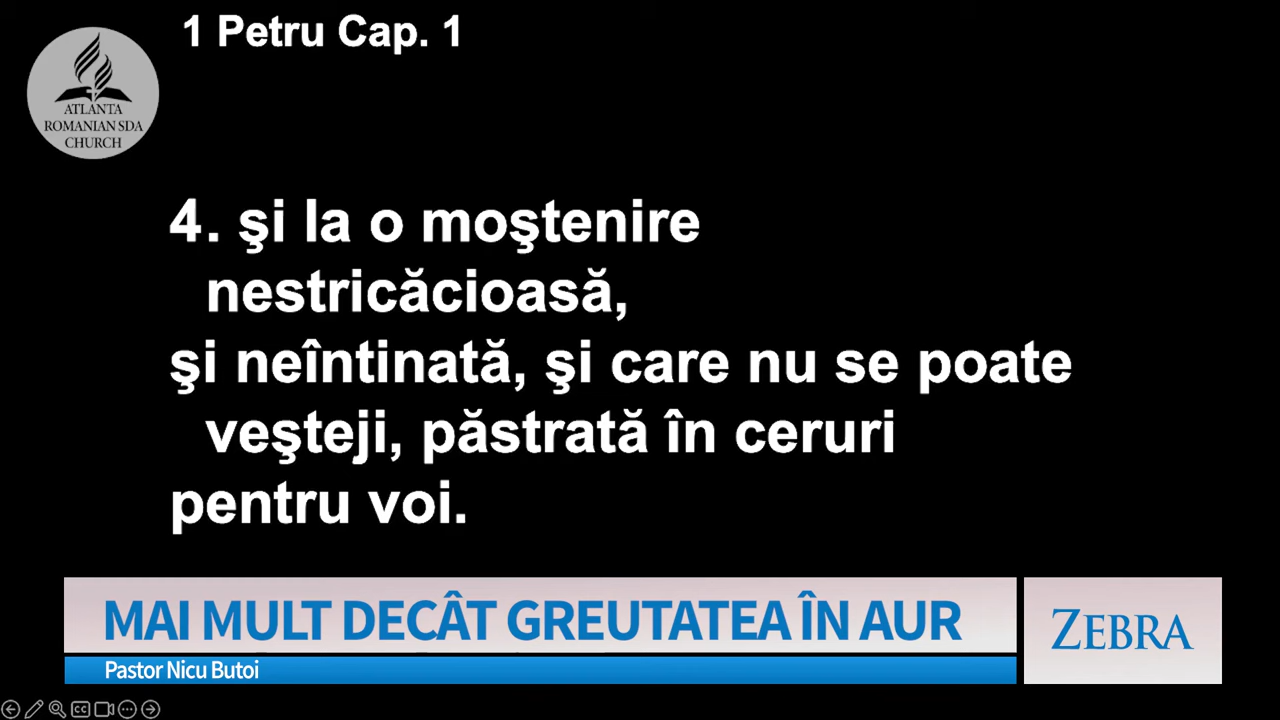 1 Petru Cap. 1
ATLANTA
ROMANIAN SDA
CHURCH
4. şi la o moştenire
nestricăcioasă,
şi neîntinată, şi care nu se poate
veşteji, păstrată în ceruri
pentru voi.
MAI MULT DECÂT GREUTATEA ÎN AUR
ZEBRA
Pastor Nicu Butoi
CC